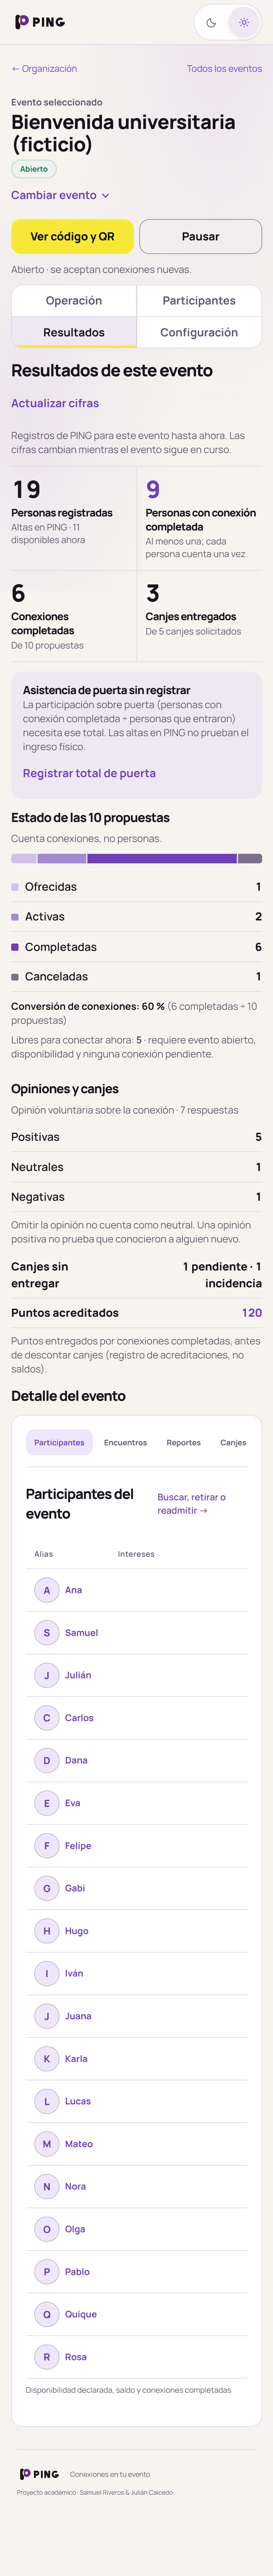 PING
← Organización
Todos los eventos
Evento seleccionado
Bienvenida universitaria
(ficticio)
Abierto
Cambiar evento
Ver código y QR
Pausar
Abierto · se aceptan conexiones nuevas.
Operación
Participantes
Resultados
Configuración
Resultados de este evento
Actualizar cifras
Registros de PING para este evento hasta ahora. Las
cifras cambian mientras el evento sigue en curso.
19
Personas registradas
Altas en PING · 11
disponibles ahora
9
Personas con conexión
completada
Al menos una; cada
persona cuenta una vez
6
Conexiones
completadas
De 10 propuestas
3
Canjes entregados
De 5 canjes solicitados
Asistencia de puerta sin registrar
La participación sobre puerta (personas con
conexión completada ÷ personas que entraron)
necesita ese total. Las altas en PING no prueban el
ingreso físico.
Registrar total de puerta
Estado de las 10 propuestas
Cuenta conexiones, no personas.
Ofrecidas 1
Activas 2
Completadas 6
Canceladas 1
Conversión de conexiones: 60 % (6 completadas ÷ 10
propuestas)
Libres para conectar ahora: 5 · requiere evento abierto,
disponibilidad y ninguna conexión pendiente.
Opiniones y canjes
Opinión voluntaria sobre la conexión · 7 respuestas
Positivas 5
Neutrales 1
Negativas 1
Omitir la opinión no cuenta como neutral. Una opinión
positiva no prueba que conocieron a alguien nuevo.
Canjes sin
entregar
1 pendiente · 1
incidencia
Puntos acreditados 120
Puntos entregados por conexiones completadas, antes
de descontar canjes (registro de acreditaciones, no
saldos).
Detalle del evento
Participantes
Encuentros
Reportes
Canjes
Participantes del
evento
Buscar, retirar o
readmitir →
Alias
Intereses
A Ana
S Samuel
J Julián
C Carlos
D Dana
E Eva
F Felipe
G Gabi
H Hugo
I Iván
J Juana
K Karla
L Lucas
M Mateo
N Nora
O Olga
P Pablo
Q Quique
R Rosa
Disponibilidad declarada, saldo y conexiones completadas
PING
Conexiones en tu evento
Proyecto académico · Samuel Riveros & Julián Caicedo